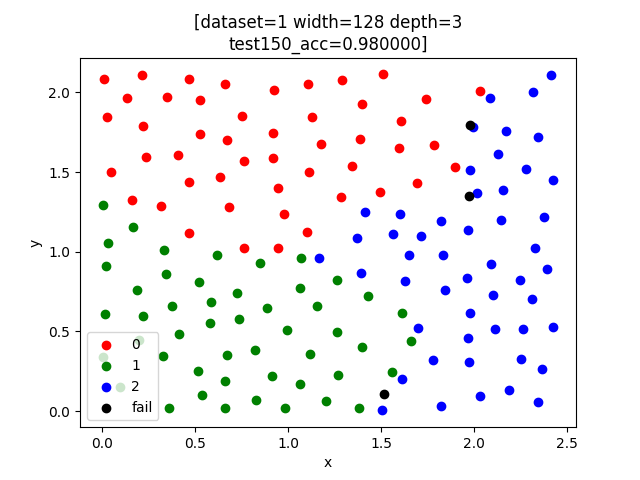 [dataset=1 width=128 depth=3
test150_acc=0.980000]
2.0
1.5
1.0
0.5
0.0
y
0
1
2
fail
0.0 0.5 1.0 1.5 2.0 2.5
x